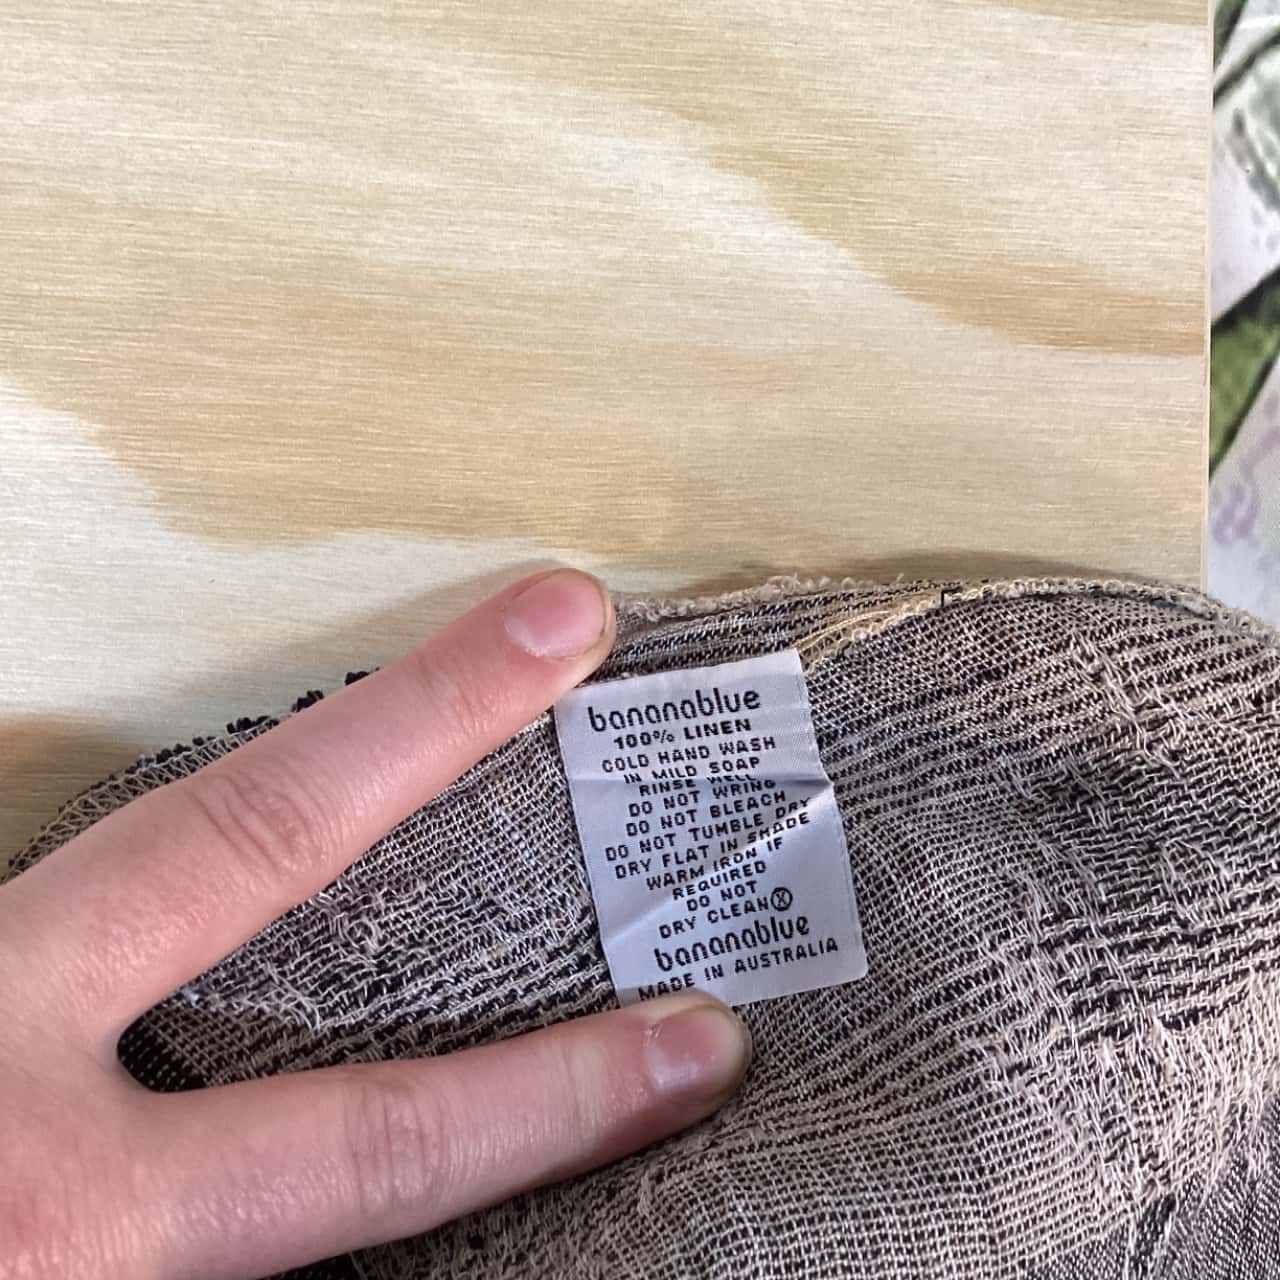 bananablue
100% LINEN
COLD HAND WASH
IN MILD SOAP
RINSE WELL
DO NOT WRING
DO NOT BLEACH
DO NOT TUMBLE DRY
DRY FLAT IN SHADE
WARM IRON IF
REQUIRED
DO NOT
DRY CLEAN Ⓧ
bananablue
MADE IN AUSTRALIA